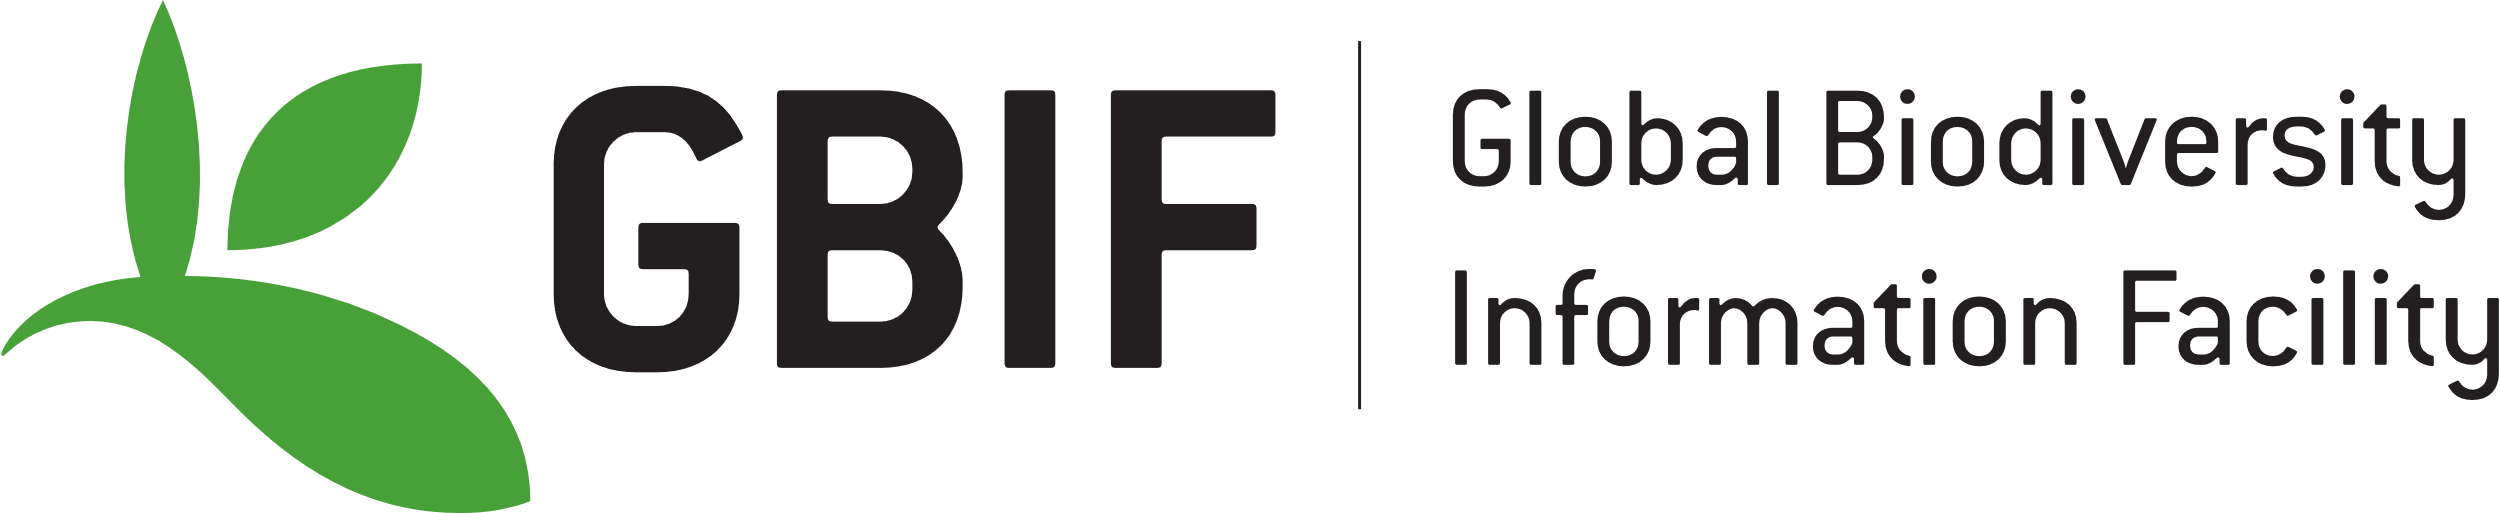 GBIF
Global Biodiversity
Information Facility